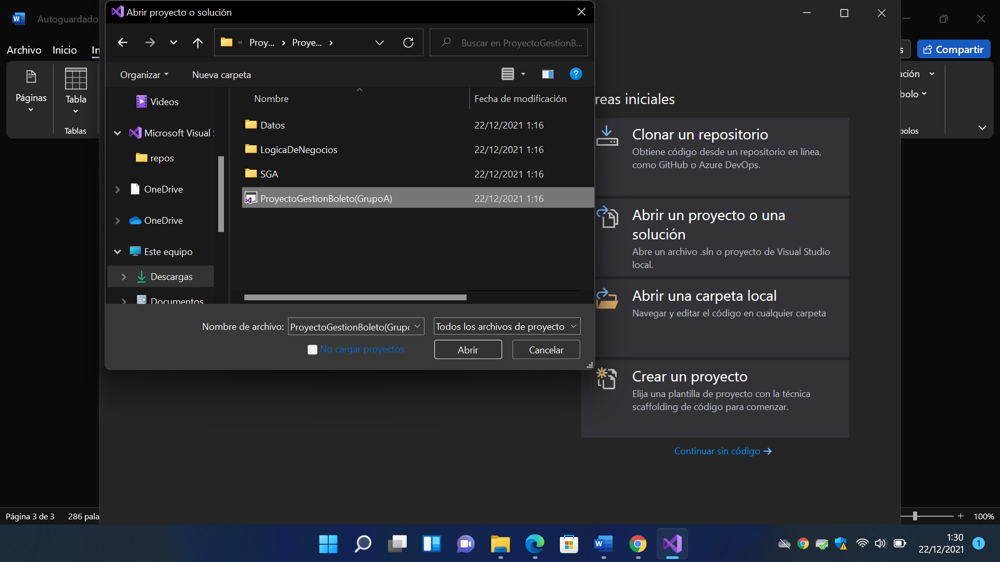 Autoguardado
Archivo Inicio In
Páginas
Tabla
Tablas
Abrir proyecto o solución
« Proy... › Proye... ›
Buscar en ProyectoGestionB...
Organizar
Nueva carpeta
Videos
Microsoft Visual S
repos
OneDrive
OneDrive
Este equipo
Descargas
Documentos
Nombre
Fecha de modificación
Datos 22/12/2021 1:16
LogicaDeNegocios 22/12/2021 1:16
SGA 22/12/2021 1:16
ProyectoGestionBoleto(GrupoA) 22/12/2021 1:16
Nombre de archivo: ProyectoGestionBoleto(Grupo
Todos los archivos de proyecto
No cargar proyectos
Abrir
Cancelar
reas iniciales
Clonar un repositorio
Obtiene código desde un repositorio en línea,
como GitHub o Azure DevOps.
Abrir un proyecto o una
solución
Abre un archivo .sln o proyecto de Visual Studio
local.
Abrir una carpeta local
Navegar y editar el código en cualquier carpeta
Crear un proyecto
Elija una plantilla de proyecto con la técnica
scaffolding de código para comenzar.
Continuar sin código →
s
Compartir
ación
bolo
bolos
Página 3 de 3
286 pala
100%
1:30
22/12/2021
1